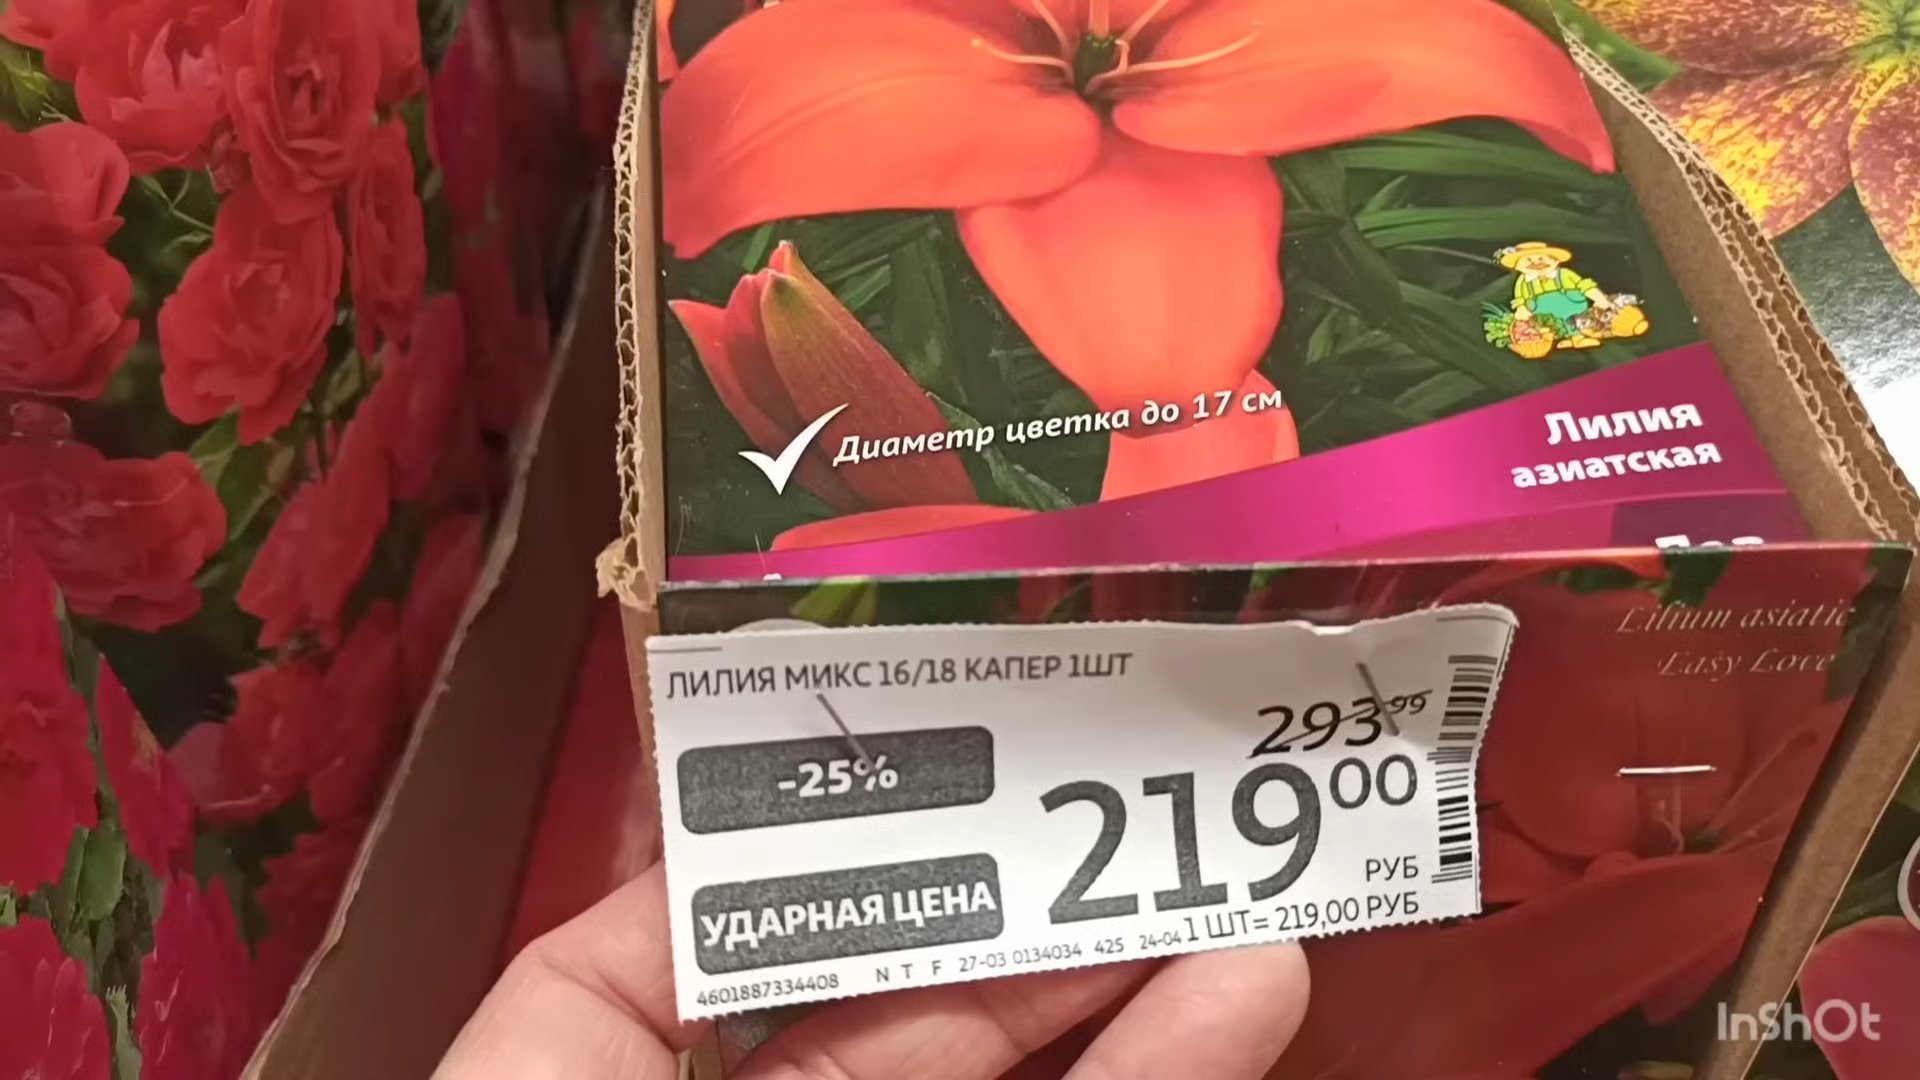 Диаметр цветка до 17 см
Лилия
азиатская
Lilium asiatic
Easy Love
ЛИЛИЯ МИКС 16/18 КАПЕР 1ШТ
293 99
-25%
219 00
РУБ
УДАРНАЯ ЦЕНА
1 ШТ= 219,00 РУБ
4601887334408 N T F 27-03 0134034 425 24-04
InShOt